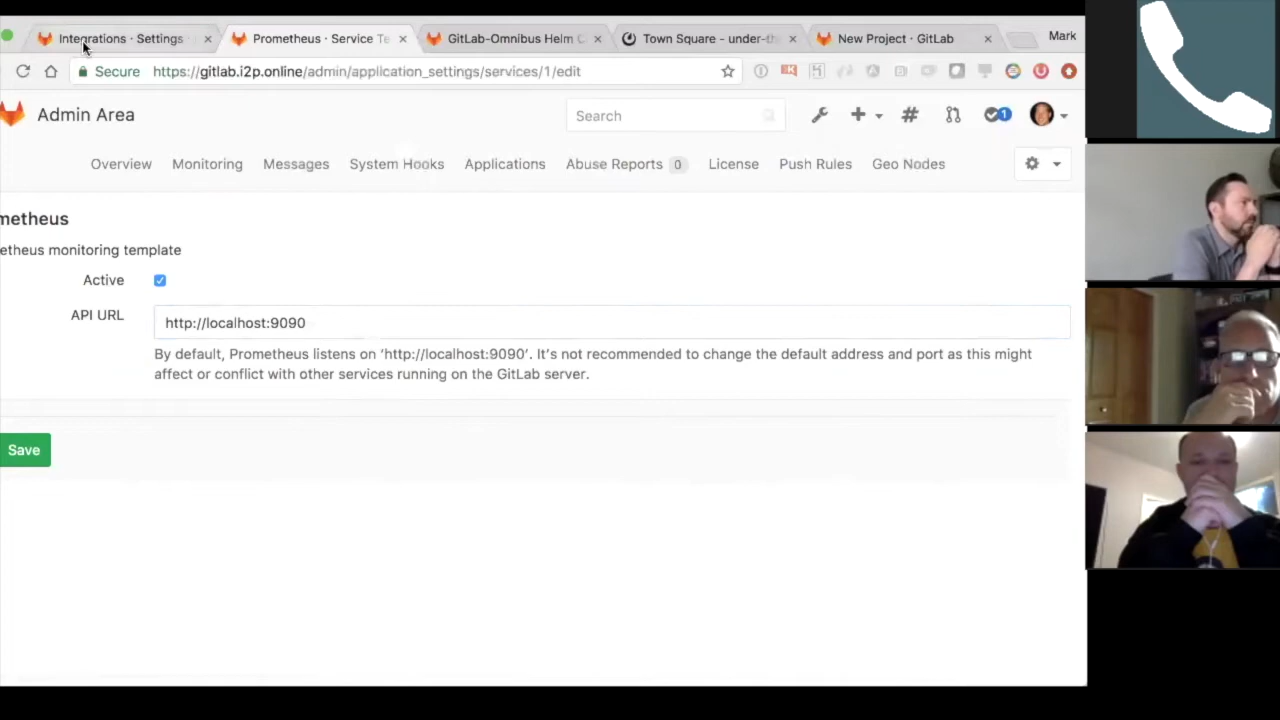 Integrations · Settings
Prometheus · Service Te
GitLab-Omnibus Helm C
Town Square - under-th
New Project · GitLab
Mark
Secure https://gitlab.i2p.online/admin/application_settings/services/1/edit
Admin Area
Search
1
Overview Monitoring Messages System Hooks Applications Abuse Reports 0 License Push Rules Geo Nodes
metheus
etheus monitoring template
Active
API URL
http://localhost:9090
By default, Prometheus listens on ‘http://localhost:9090’. It’s not recommended to change the default address and port as this might
affect or conflict with other services running on the GitLab server.
Save